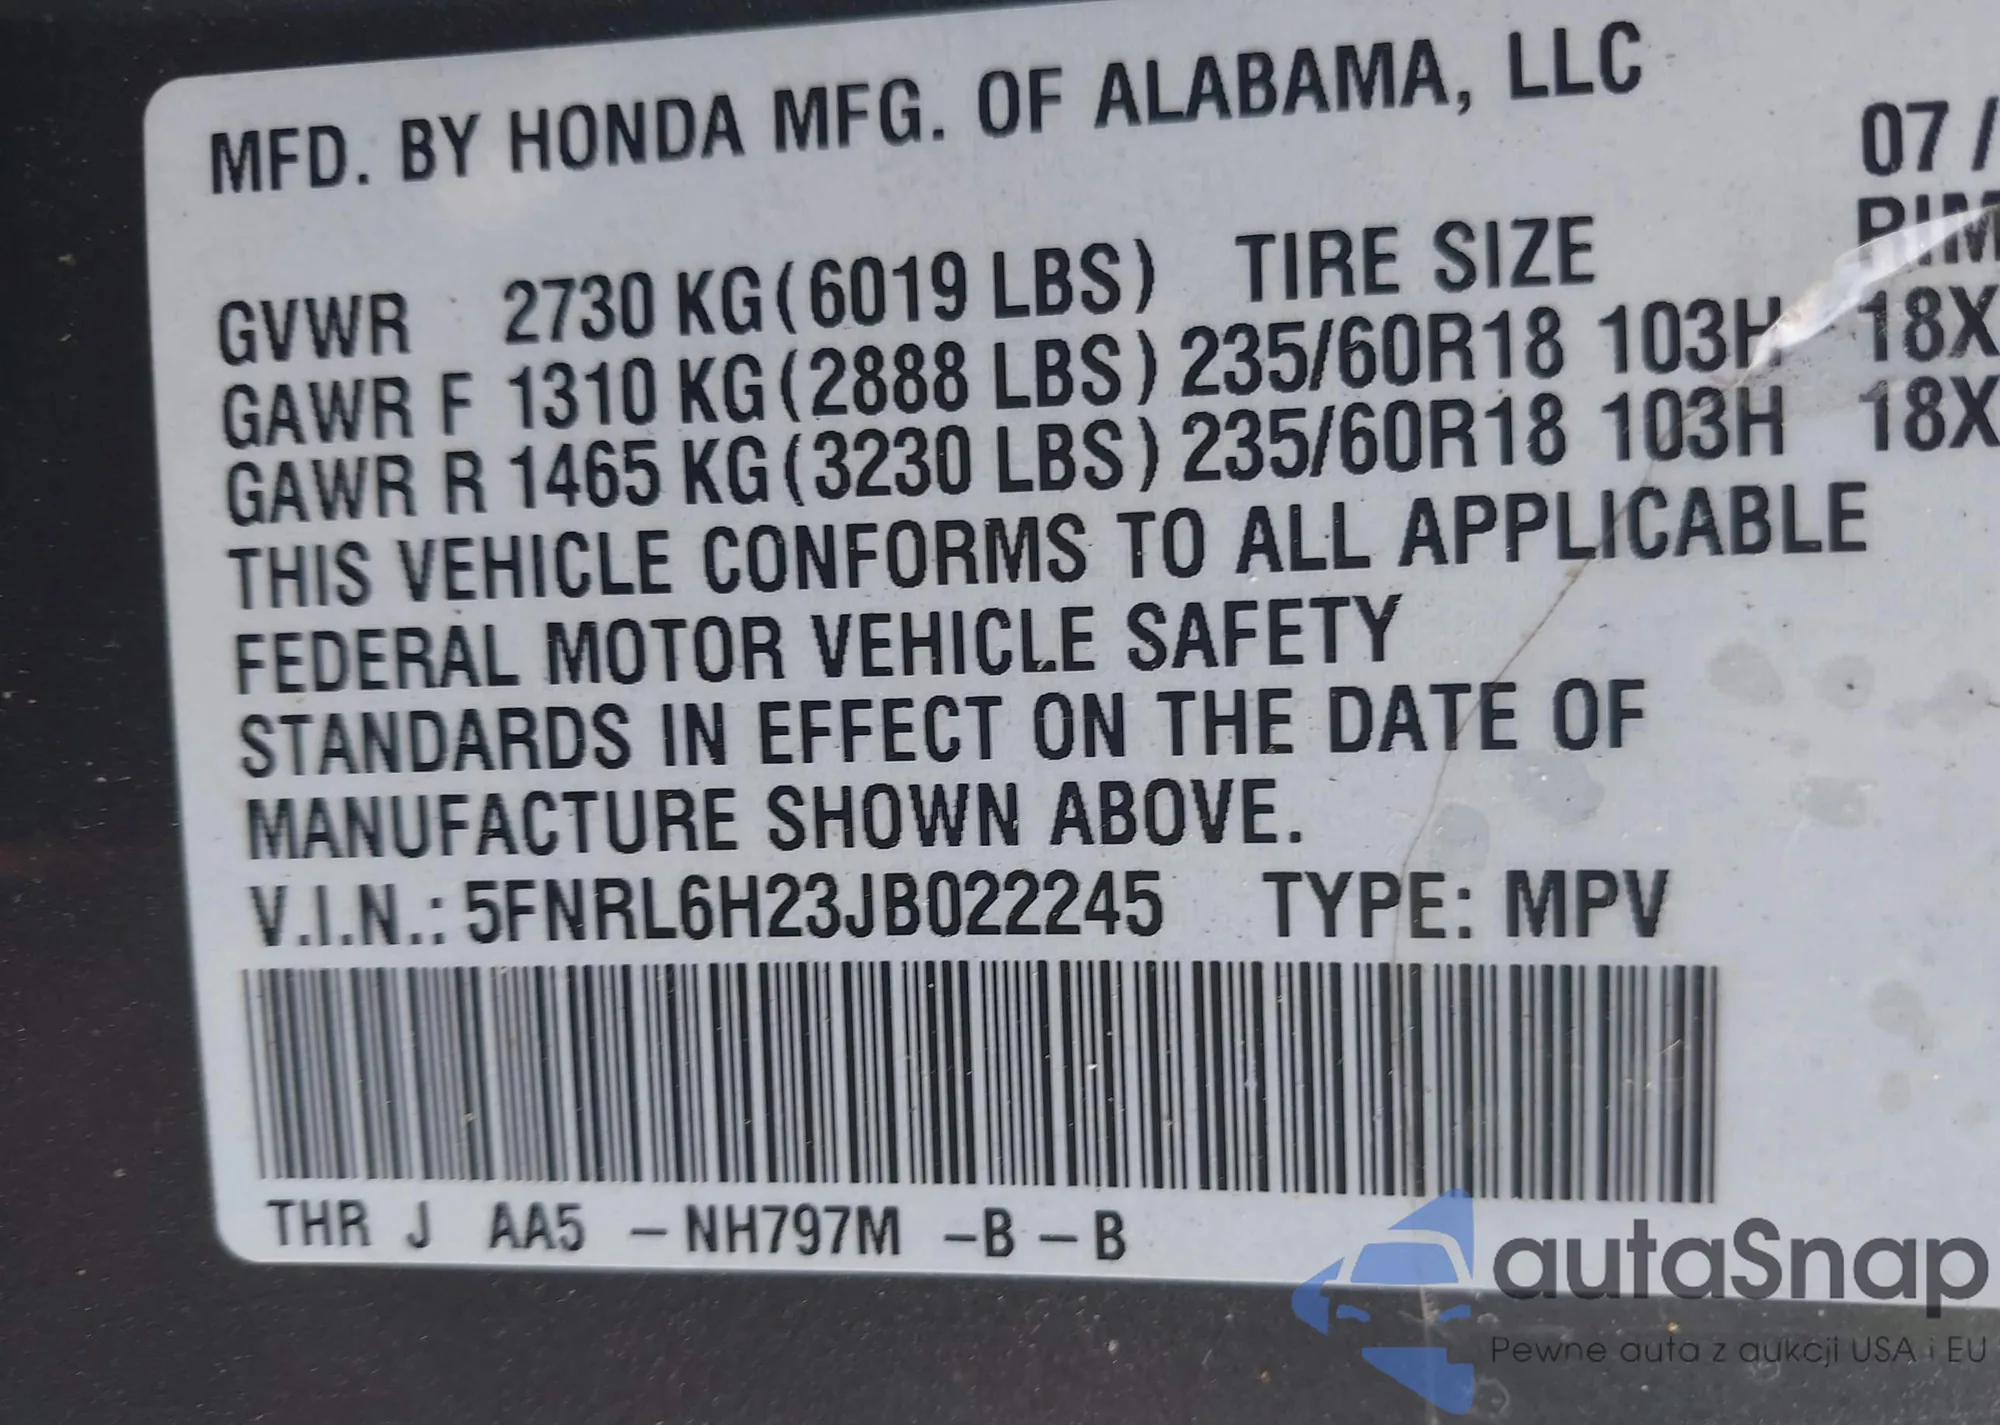 MFD. BY HONDA MFG. OF ALABAMA, LLC 07 /
GVWR 2730 KG ( 6019 LBS ) TIRE SIZE RIM
GAWR F 1310 KG ( 2888 LBS ) 235/60R18 103H 18X
GAWR R 1465 KG ( 3230 LBS ) 235/60R18 103H 18X
THIS VEHICLE CONFORMS TO ALL APPLICABLE
FEDERAL MOTOR VEHICLE SAFETY
STANDARDS IN EFFECT ON THE DATE OF
MANUFACTURE SHOWN ABOVE.
V.I.N.: 5FNRL6H23JB022245 TYPE: MPV
THR J AA5 – NH797M –B – B
autaSnap
Pewne auta z aukcji USA i EU